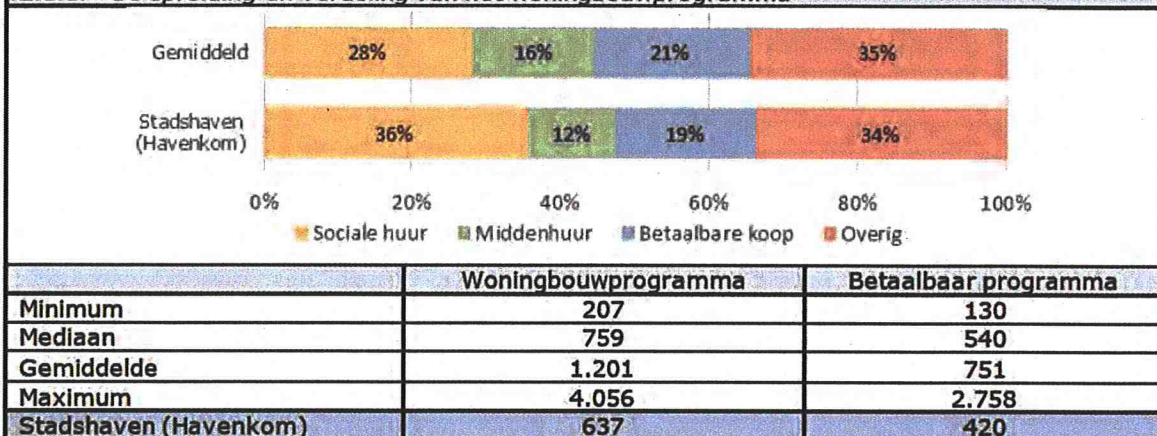 Gemiddeld 28% 16% 21% 35%
Stadshaven
(Havenkom) 36% 12% 19% 34%
0% 20% 40% 60% 80% 100%
Sociale huur Middenhuur Betaalbare koop Overig
Woningbouwprogramma Betaalbaar programma
Minimum 207 130
Mediaan 759 540
Gemiddelde 1.201 751
Maximum 4.056 2.758
Stadshaven (Havenkom) 637 420